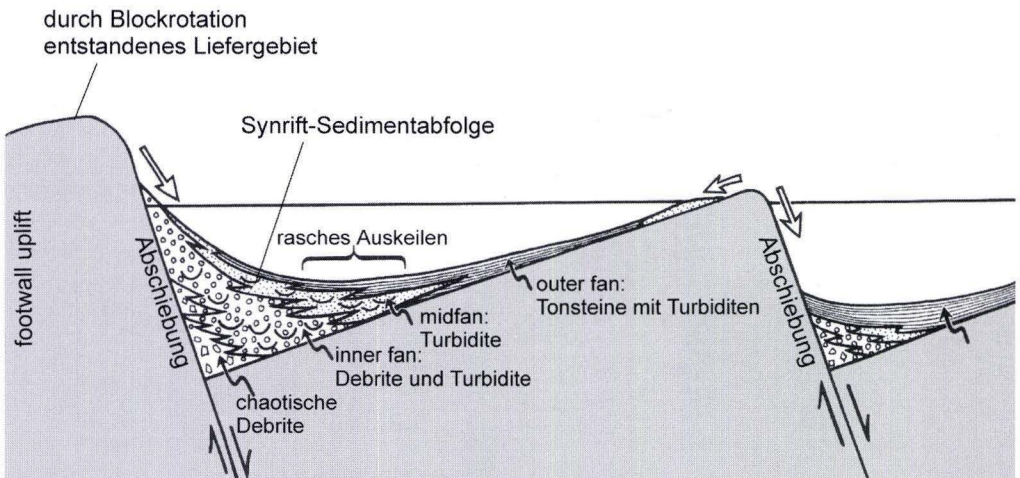 durch Blockrotation
entstandenes Liefergebiet
Synrift-Sedimentabfolge
footwall uplift
Abschiebung
rasches Auskeilen
outer fan:
Tonsteine mit Turbiditen
midfan:
Turbidite
inner fan:
Debrite und Turbidite
chaotische
Debrite
Abschiebung